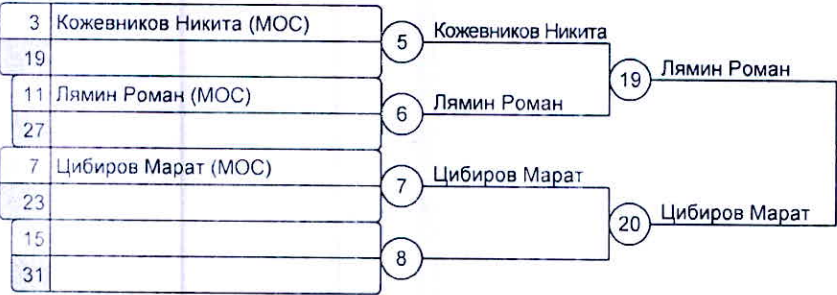 3 Кожевников Никита (МОС)
19
5 Кожевников Никита
11 Лямин Роман (МОС)
27
6 Лямин Роман
19 Лямин Роман
7 Цибиров Марат (МОС)
23
7 Цибиров Марат
15
31
8
20 Цибиров Марат